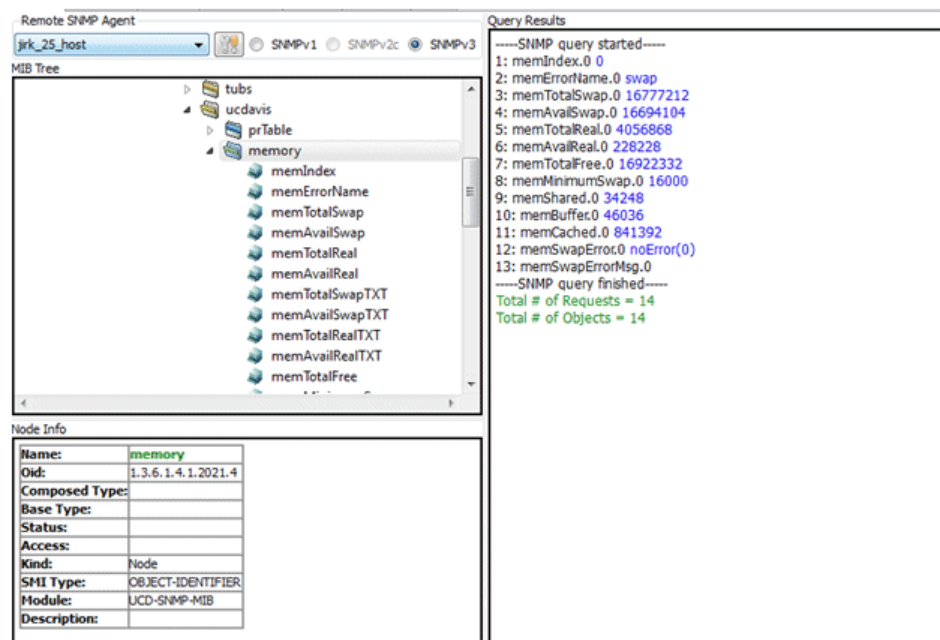 Remote SNMP Agent
jirk_25_host
SNMPv1
SNMPv2c
SNMPv3
MIB Tree
tubs
ucdavis
prTable
memory
memIndex
memErrorName
memTotalSwap
memAvailSwap
memTotalReal
memAvailReal
memTotalSwapTXT
memAvailSwapTXT
memTotalRealTXT
memAvailRealTXT
memTotalFree
Node Info
Name: memory
Oid: 1.3.6.1.4.1.2021.4
Composed Type:
Base Type:
Status:
Access:
Kind: Node
SMI Type: OBJECT-IDENTIFIER
Module: UCD-SNMP-MIB
Description:
Query Results
-----SNMP query started-----
1: memIndex.0 0
2: memErrorName.0 swap
3: memTotalSwap.0 16777212
4: memAvailSwap.0 16694104
5: memTotalReal.0 4056868
6: memAvailReal.0 228228
7: memTotalFree.0 16922332
8: memMinimumSwap.0 16000
9: memShared.0 34248
10: memBuffer.0 46036
11: memCached.0 841392
12: memSwapError.0 noError(0)
13: memSwapErrorMsg.0
-----SNMP query finished-----
Total # of Requests = 14
Total # of Objects = 14